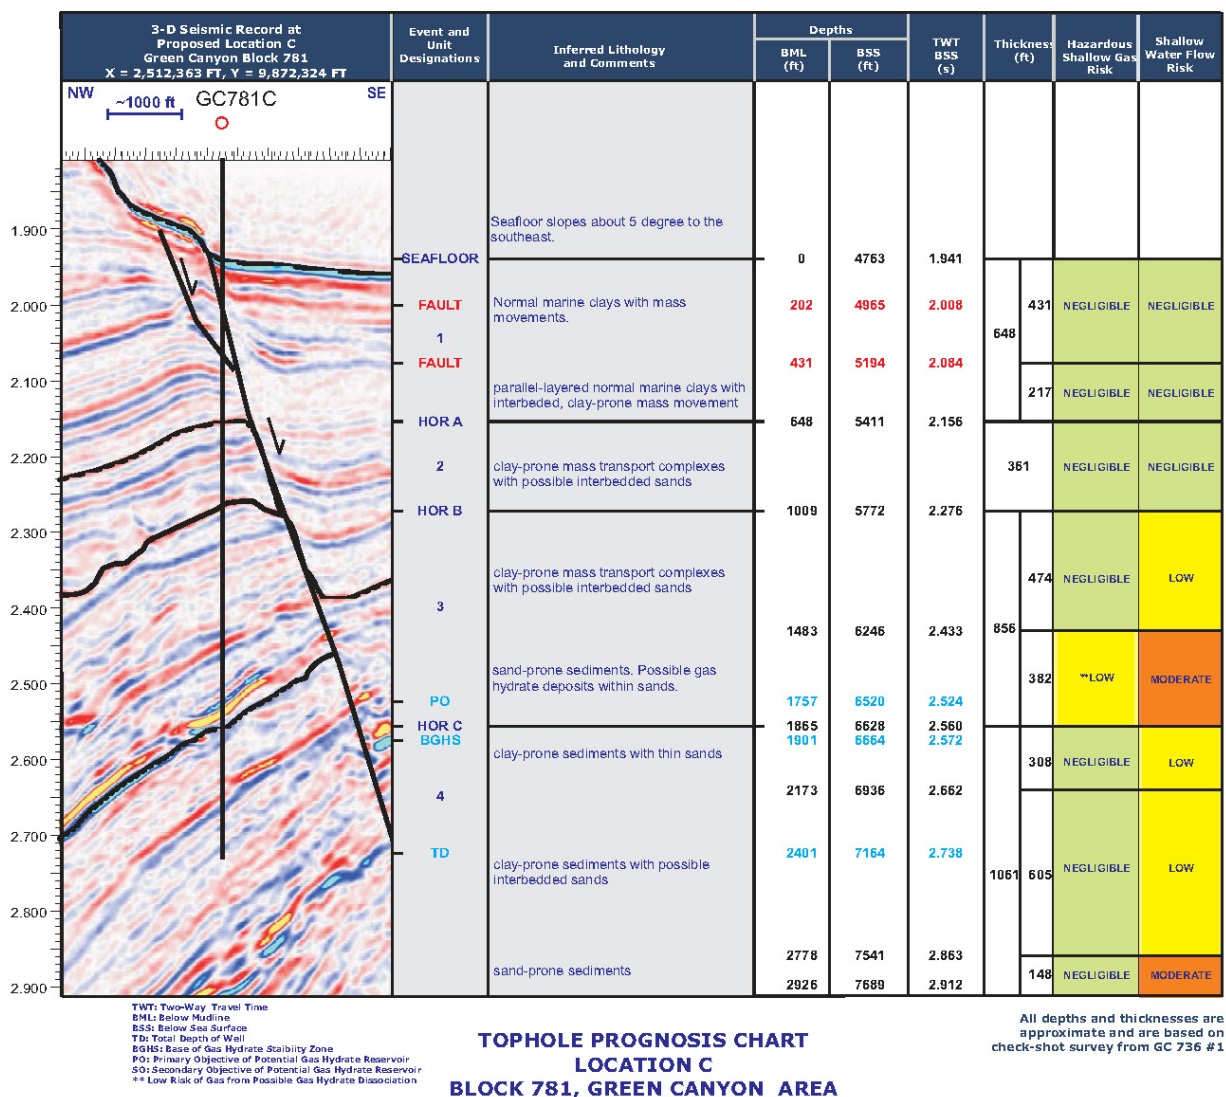 3-D Seismic Record at
Proposed Location C
Green Canyon Block 781
X = 2,512,363 FT, Y = 9,872,324 FT
Event and
Unit
Designations
Inferred Lithology
and Comments
Depths
BML
(ft)
BSS
(ft)
TWT
BSS
(s)
Thickness
(ft)
Hazardous
Shallow Gas
Risk
Shallow
Water Flow
Risk
NW
~1000 ft
GC781C
SE
1.900
2.000
2.100
2.200
2.300
2.400
2.500
2.600
2.700
2.800
2.900
Seafloor slopes about 5 degree to the
southeast.
SEAFLOOR 0 4763 1.941
FAULT 202 4965 2.008
Normal marine clays with mass
movements.
1
431 NEGLIGIBLE NEGLIGIBLE
648
FAULT 431 5194 2.084
parallel-layered normal marine clays with
interbeded, clay-prone mass movement
217 NEGLIGIBLE NEGLIGIBLE
HOR A 648 5411 2.156
2
clay-prone mass transport complexes
with possible interbedded sands
361 NEGLIGIBLE NEGLIGIBLE
HOR B 1009 5772 2.276
clay-prone mass transport complexes
with possible interbedded sands
474 NEGLIGIBLE LOW
3
856
1483 6246 2.433
sand-prone sediments. Possible gas
hydrate deposits within sands.
382 **LOW MODERATE
PO 1757 6520 2.524
HOR C 1865 6628 2.560
BGHS 1901 6664 2.572
clay-prone sediments with thin sands
308 NEGLIGIBLE LOW
4
2173 6936 2.662
TD 2401 7164 2.738
clay-prone sediments with possible
interbedded sands
1061 605 NEGLIGIBLE LOW
2778 7541 2.863
sand-prone sediments
148 NEGLIGIBLE MODERATE
2926 7689 2.912
TWT: Two-Way Travel Time
BML: Below Mudline
BSS: Below Sea Surface
TD: Total Depth of Well
BGHS: Base of Gas Hydrate Stability Zone
PO: Primary Objective of Potential Gas Hydrate Reservoir
SO: Secondary Objective of Potential Gas Hydrate Reservoir
** Low Risk of Gas from Possible Gas Hydrate Dissociation
TOPHOLE PROGNOSIS CHART
LOCATION C
BLOCK 781, GREEN CANYON AREA
All depths and thicknesses are
approximate and are based on
check-shot survey from GC 736 #1